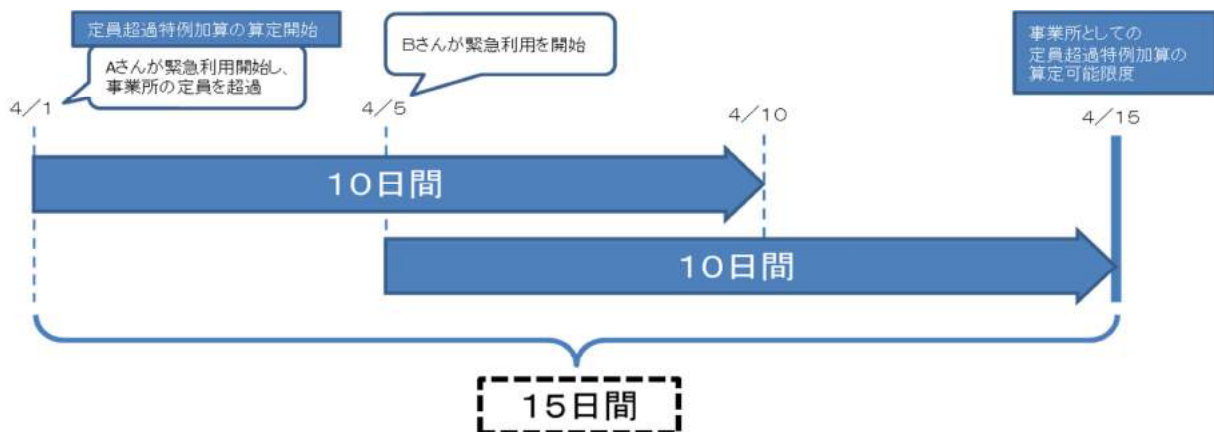 定員超過特例加算の算定開始
Aさんが緊急利用開始し、
事業所の定員を超過
Bさんが緊急利用を開始
事業所としての
定員超過特例加算の
算定可能限度
4／1
4／5
4／10
4／15
10日間
10日間
15日間